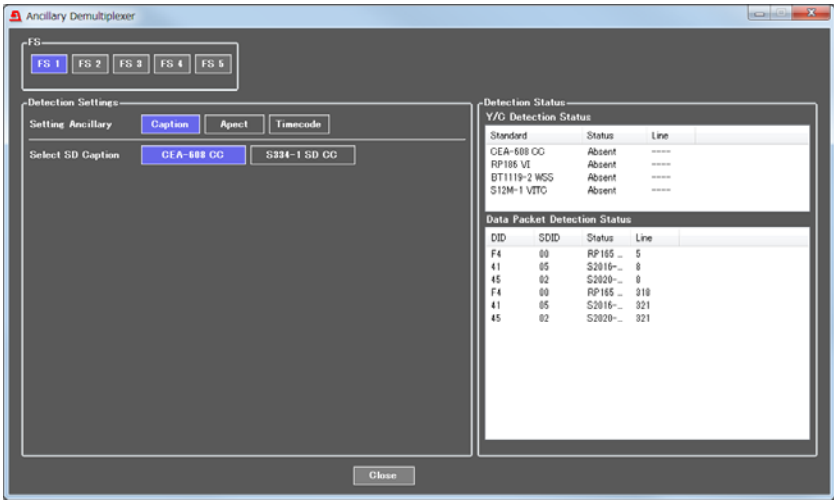 Ancillary Demultiplexer
FS
FS 1 FS 2 FS 3 FS 4 FS 5
Detection Settings
Setting Ancillary Caption Apect Timecode
Select SD Caption CEA-608 CC S334-1 SD CC
Detection Status
Y/C Detection Status
Standard Status Line
CEA-608 CC Absent ----
RP186 VI Absent ----
BT1119-2 WSS Absent ----
S12M-1 VITC Absent ----
Data Packet Detection Status
DID SDID Status Line
F4 00 RP165 ... 5
41 05 S2016-... 8
45 02 S2020-... 8
F4 00 RP165 ... 318
41 05 S2016-... 321
45 02 S2020-... 321
Close